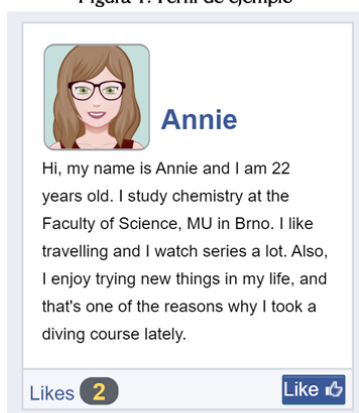 Figura 1. Perfil de ejemplo
Annie
Hi, my name is Annie and I am 22
years old. I study chemistry at the
Faculty of Science, MU in Brno. I like
travelling and I watch series a lot. Also,
I enjoy trying new things in my life, and
that's one of the reasons why I took a
diving course lately.
Likes 2
Like